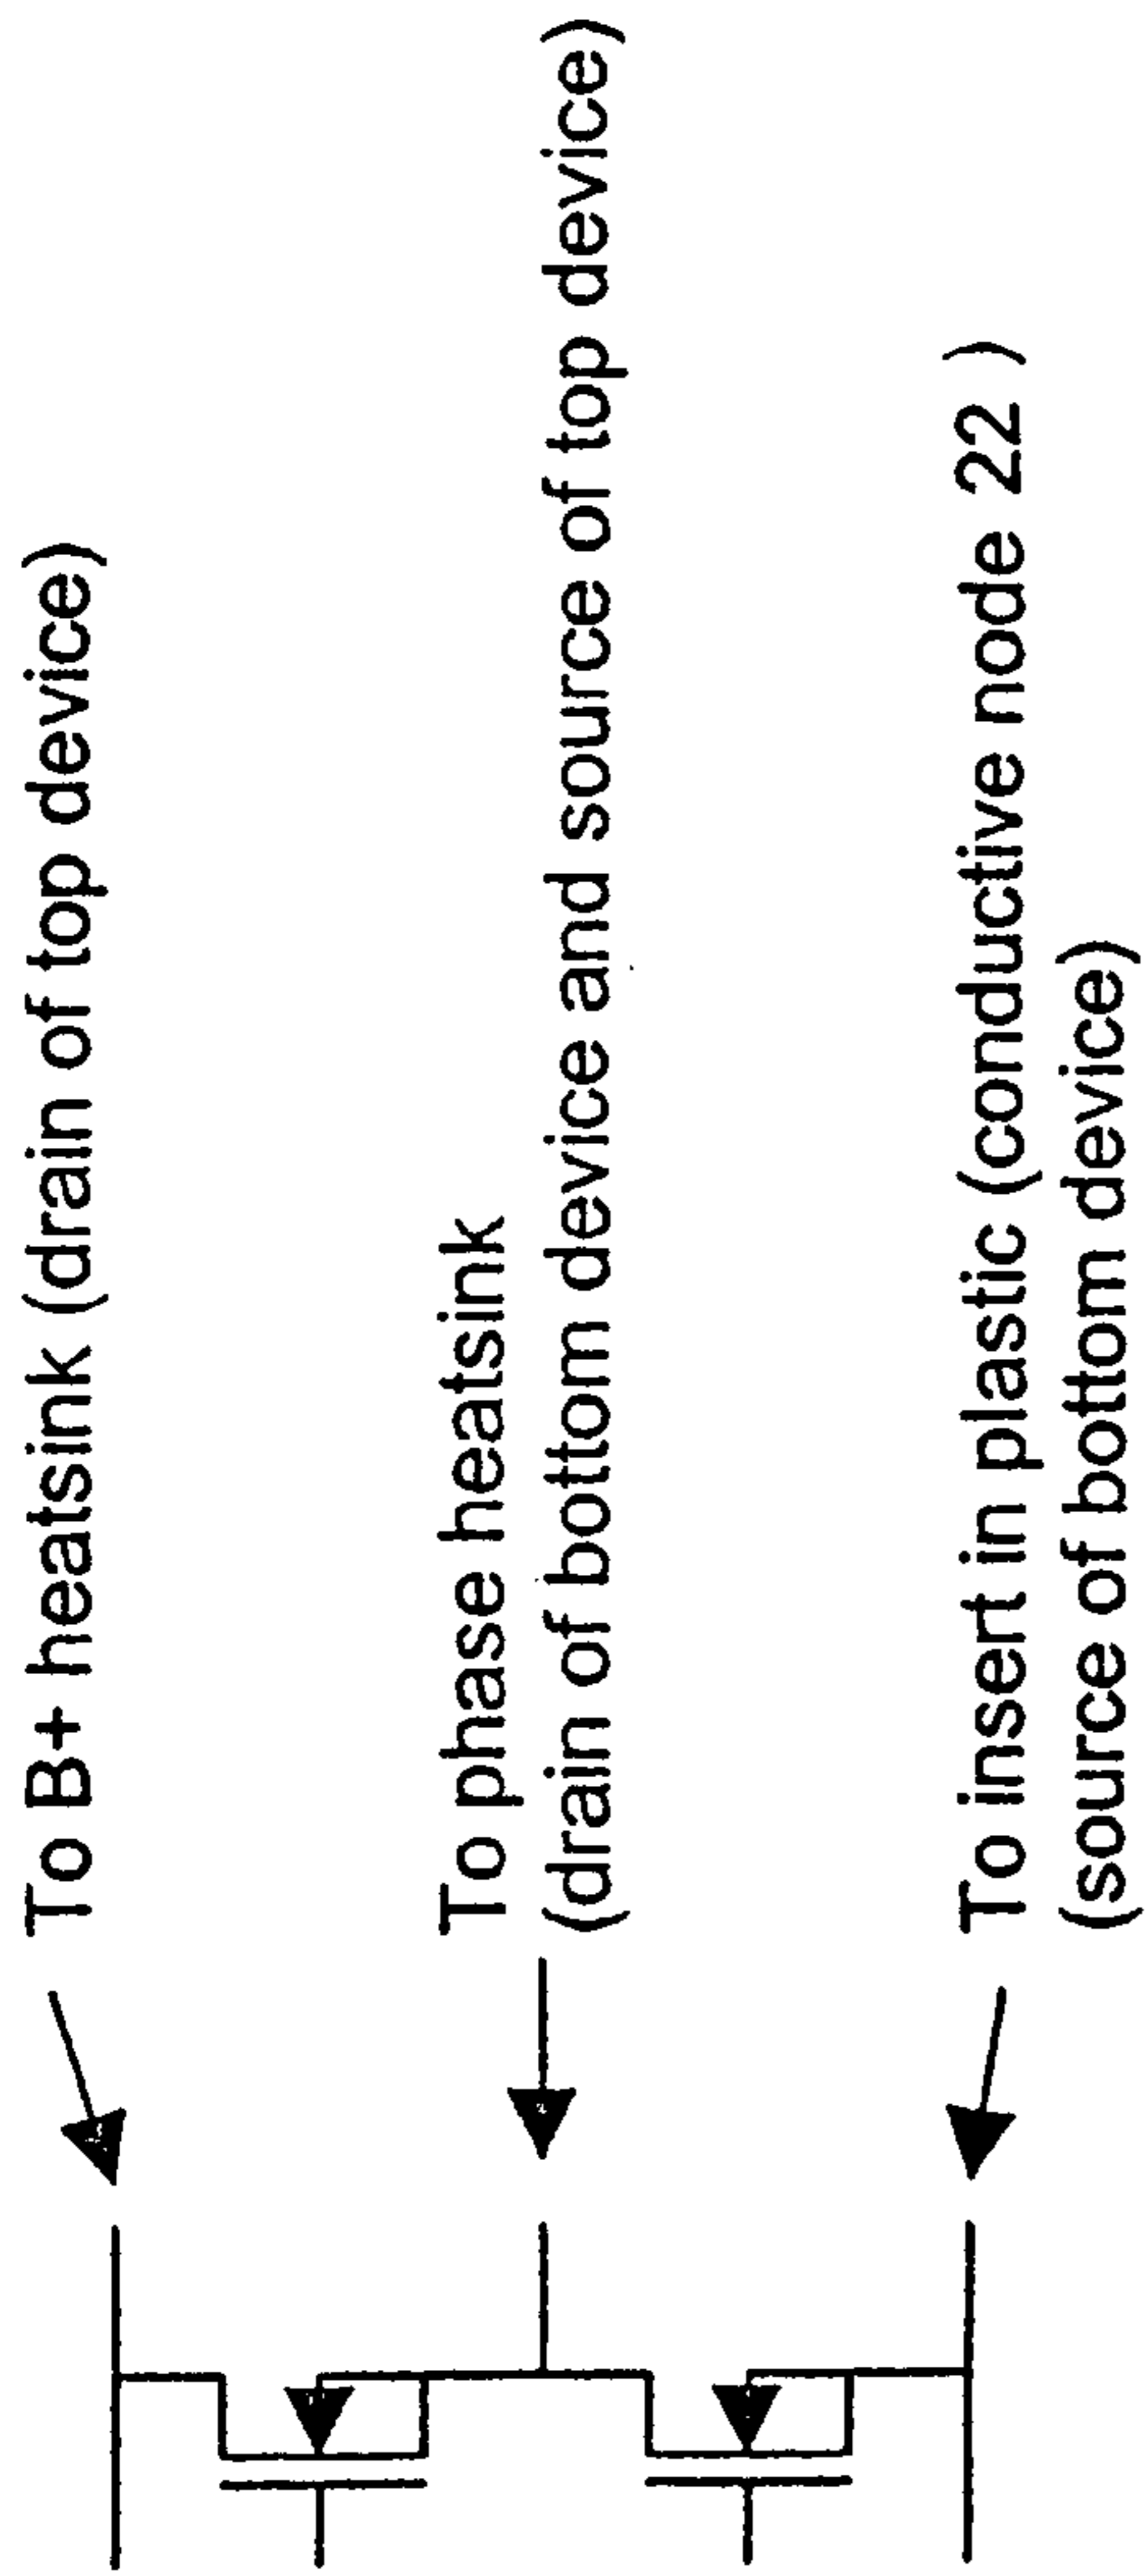 To B+ heatsink (drain of top device)
To phase heatsink
(drain of bottom device and source of top device)
To insert in plastic (conductive node 22 )
(source of bottom device)